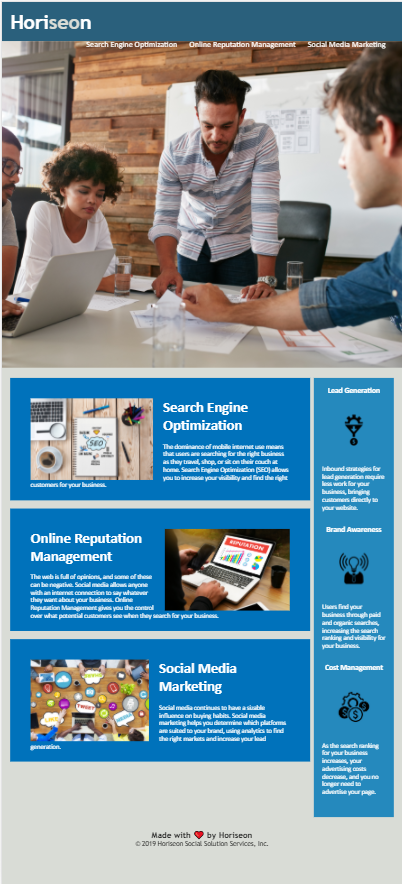 Horiseon
Search Engine Optimization Online Reputation Management Social Media Marketing
Search Engine
Optimization
The dominance of mobile internet use means
that users are searching for the right business
as they travel, shop, or sit on their couch at
home. Search Engine Optimization (SEO) allows
you to increase your visibility and find the right
customers for your business.
SEO
Online Reputation
Management
The web is full of opinions, and some of these
can be negative. Social media allows anyone
with an internet connection to say whatever
they want about your business. Online
Reputation Management gives you the control
over what potential customers see when they search for your business.
REPUTATION
Social Media
Marketing
Social media continues to have a sizable
influence on buying habits. Social media
marketing helps you determine which platforms
are suited to your brand, using analytics to find
the right markets and increase your lead
generation.
TWEET
LIKE
SHARE
Lead Generation
Inbound strategies for
lead generation require
less work for your
business, bringing
customers directly to
your website.
Brand Awareness
Users find your
business through paid
and organic searches,
increasing the search
ranking and visibility for
your business.
Cost Management
As the search ranking
for your business
increases, your
advertising costs
decrease, and you no
longer need to
advertise your page.
Made with ❤️ by Horiseon
© 2019 Horiseon Social Solution Services, Inc.